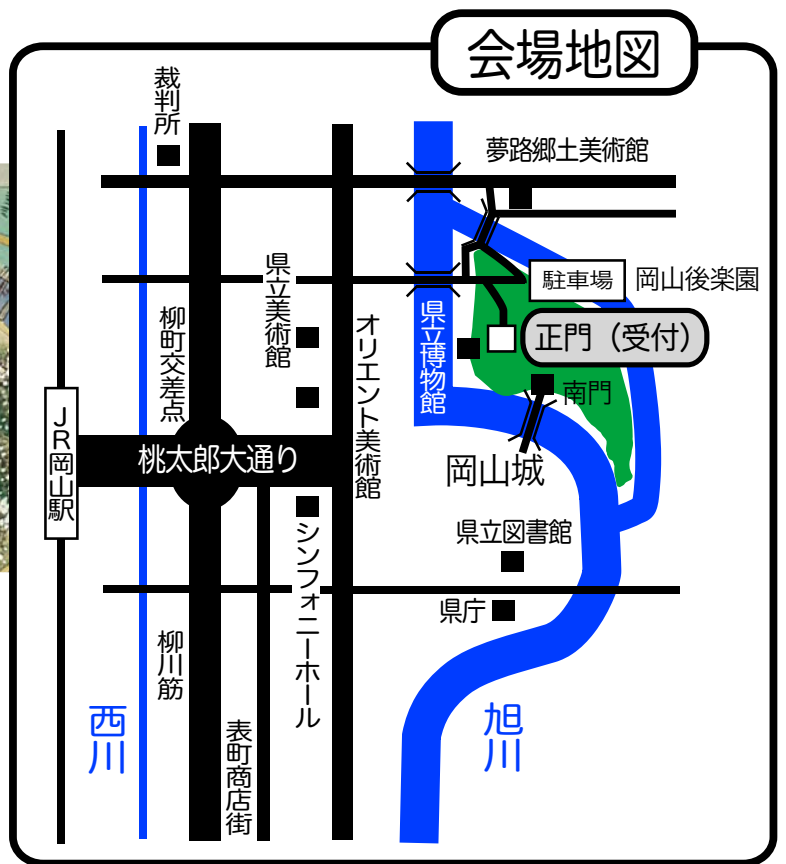 会場地図
裁判所
夢路郷土美術館
県立美術館
駐車場
岡山後楽園
柳町交差点
オリエント美術館
県立博物館
正門（受付）
南門
JR岡山駅
桃太郎大通り
岡山城
シンフォニーホール
県立図書館
県庁
柳川筋
西川
表町商店街
旭川